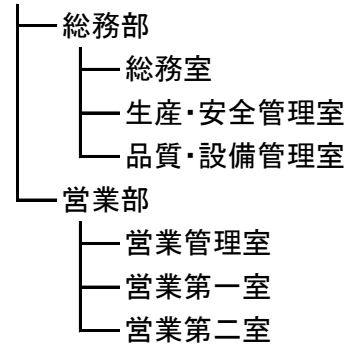 総務部
総務室
生産・安全管理室
品質・設備管理室
営業部
営業管理室
営業第一室
営業第二室